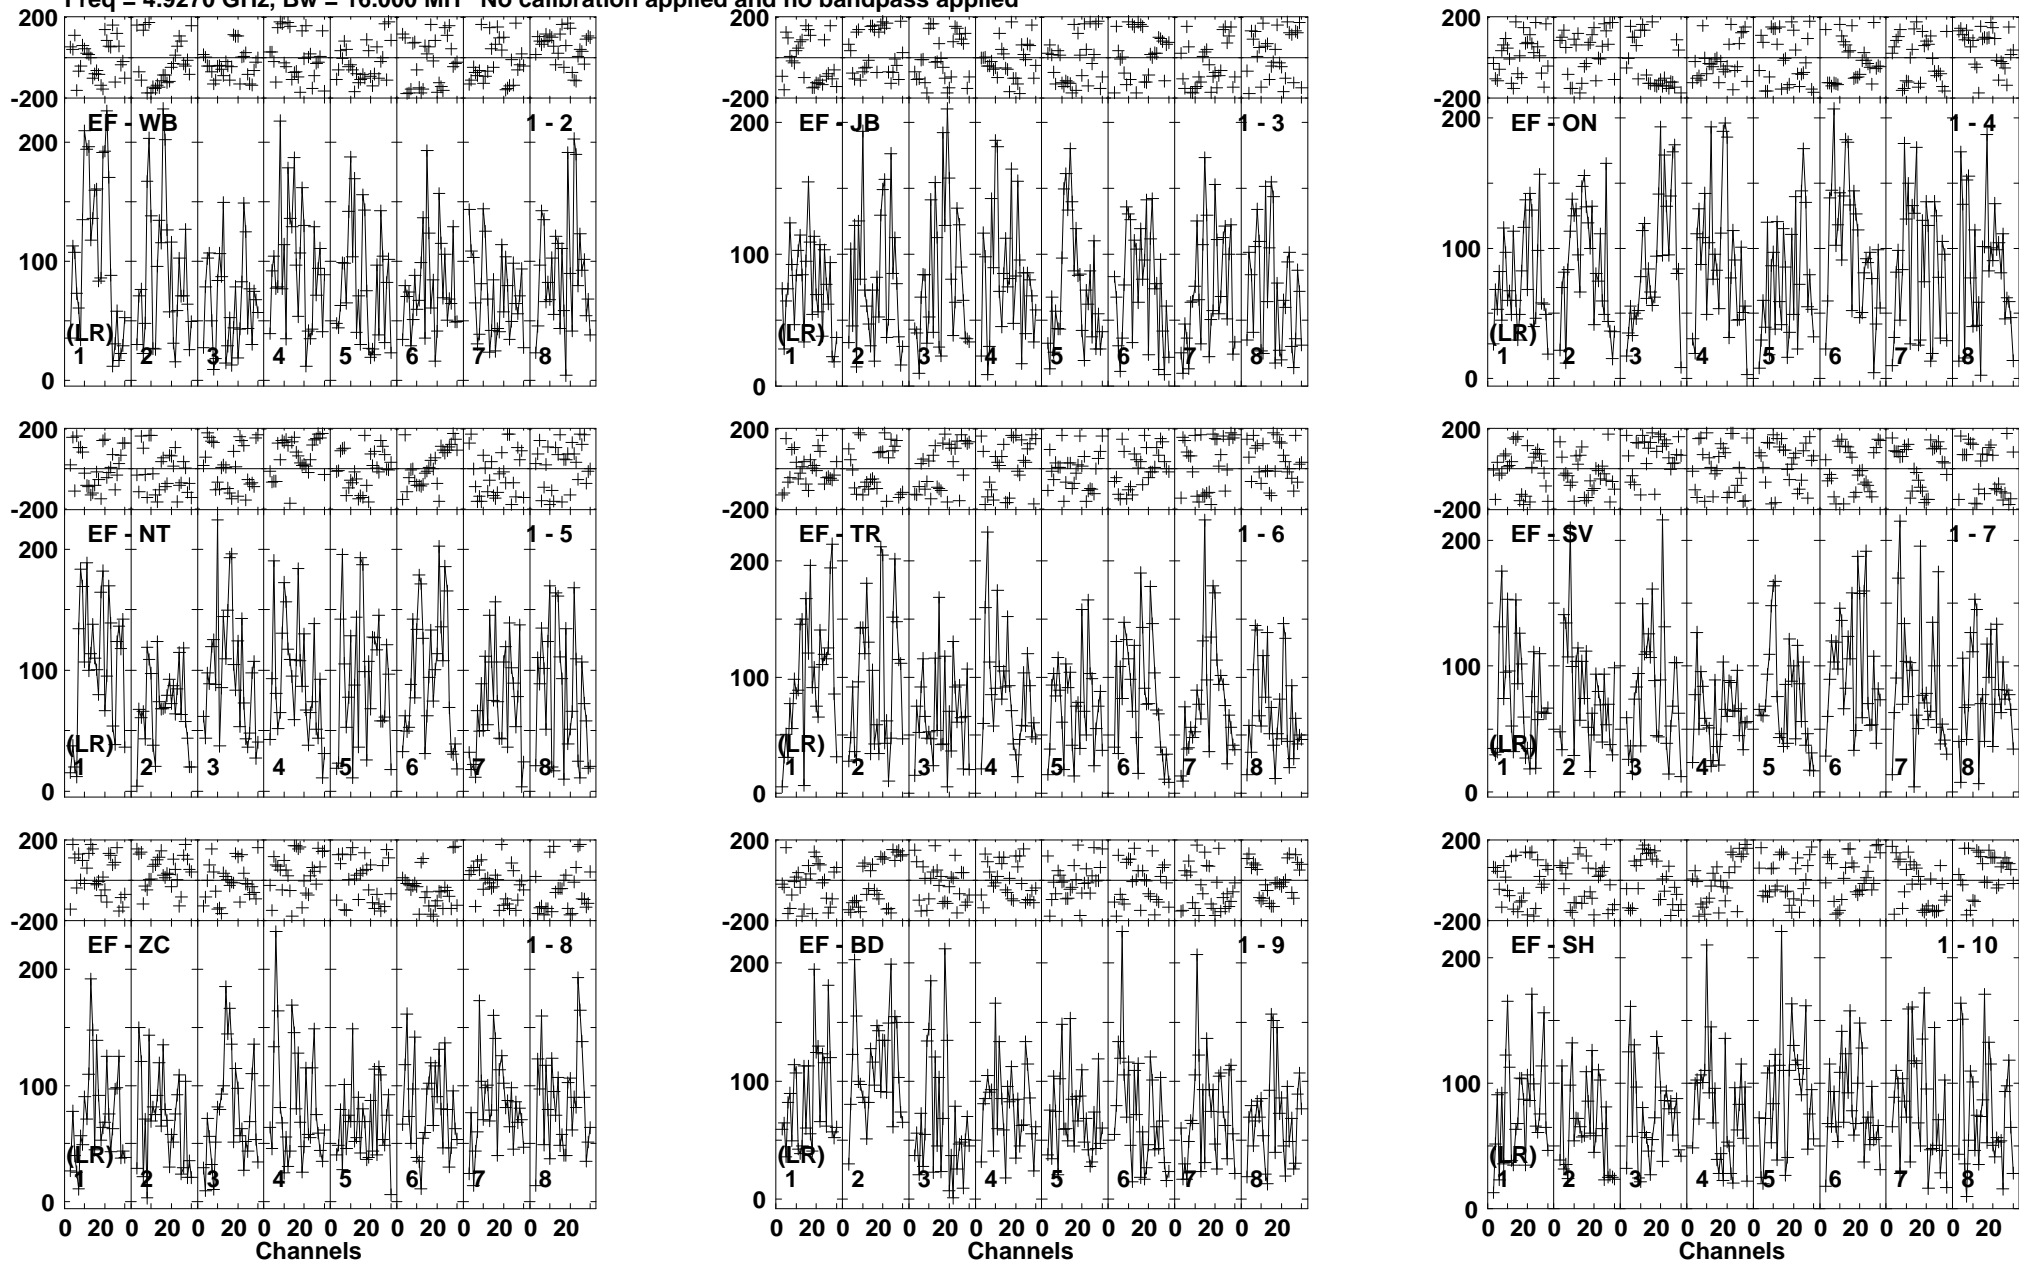 Freq = 4.9270 GHz, Bw = 16.000 MH No calibration applied and no bandpass applied
200 200 200
-200 -200 -200
EF - WB 1 - 2 EF - JB 1 - 3 EF - ON 1 - 4
200 200 200
100 100 100
(LR) (LR) (LR)
1 2 3 4 5 6 7 8 1 2 3 4 5 6 7 8 1 2 3 4 5 6 7 8
0 0 0
200 200 200
-200 -200 -200
EF - NT 1 - 5 EF - TR 1 - 6 EF - SV 1 - 7
200 200 200
100 100 100
(LR) (LR) (LR)
1 2 3 4 5 6 7 8 1 2 3 4 5 6 7 8 1 2 3 4 5 6 7 8
0 0 0
200 200 200
-200 -200 -200
EF - ZC 1 - 8 EF - BD 1 - 9 EF - SH 1 - 10
200 200 200
100 100 100
(LR) (LR) (LR)
1 2 3 4 5 6 7 8 1 2 3 4 5 6 7 8 1 2 3 4 5 6 7 8
0 0 0
0 20 0 20 0 20 0 20 0 20 0 20 0 20 0 20 0 20 0 20 0 20 0 20 0 20 0 20 0 20 0 20 0 20 0 20 0 20 0 20 0 20 0 20 0 20 0 20
Channels Channels Channels